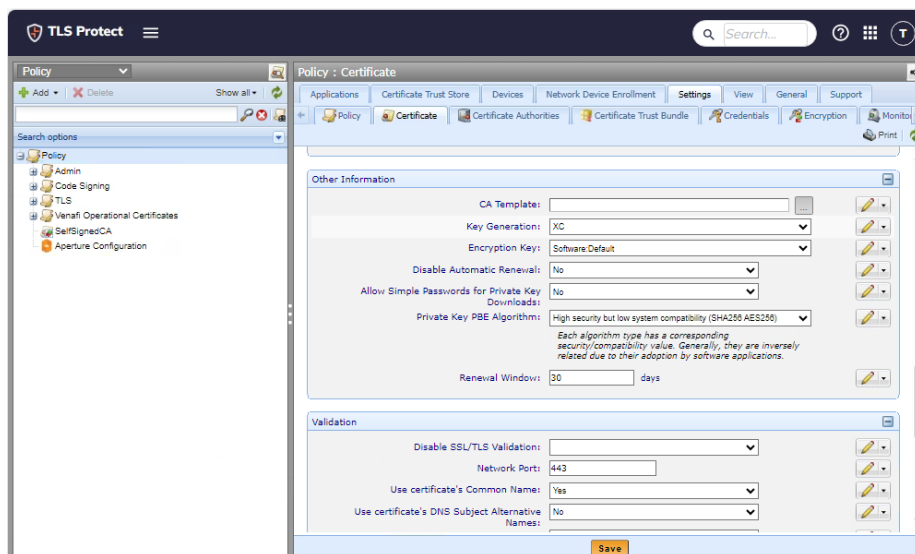 TLS Protect
Search...
T
Policy
Policy : Certificate
Add
Delete
Show all
Applications
Certificate Trust Store
Devices
Network Device Enrollment
Settings
View
General
Support
Policy
Certificate
Certificate Authorities
Certificate Trust Bundle
Credentials
Encryption
Monitor
Print
Search options
Policy
Admin
Code Signing
TLS
Venafi Operational Certificates
SelfSignedCA
Aperture Configuration
Other Information
CA Template:
...
Key Generation: XC
Encryption Key: Software:Default
Disable Automatic Renewal: No
Allow Simple Passwords for Private Key
Downloads: No
Private Key PBE Algorithm: High security but low system compatibility (SHA256 AES256)
Each algorithm type has a corresponding
security/compatibility value. Generally, they are inversely
related due to their adoption by software applications.
Renewal Window: 30 days
Validation
Disable SSL/TLS Validation:
Network Port: 443
Use certificate's Common Name: Yes
Use certificate's DNS Subject Alternative
Names: No
Save